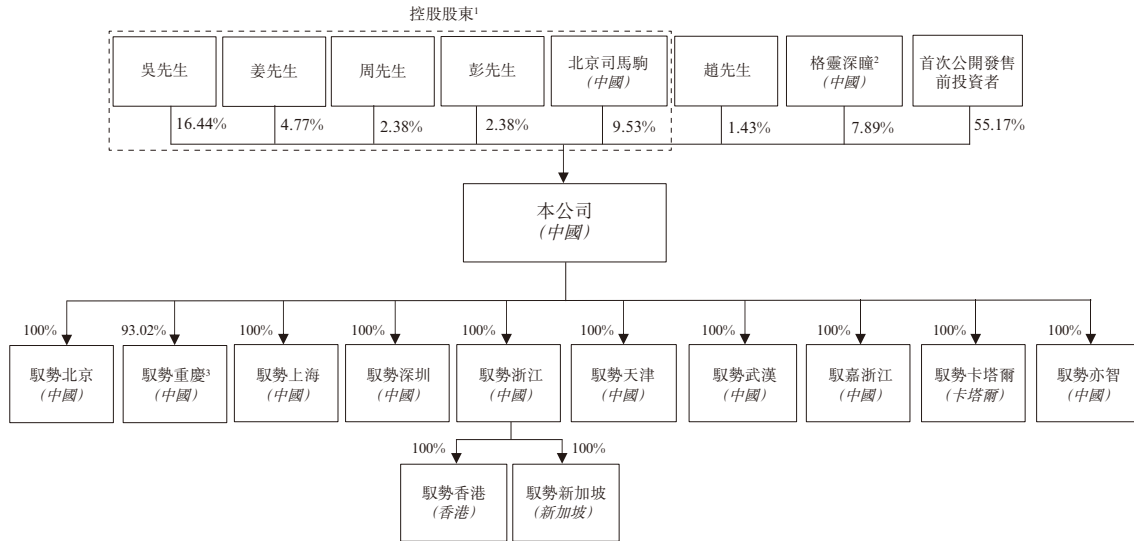 控股股東1
吳先生
姜先生
周先生
彭先生
北京司馬駒
(中國)
趙先生
格靈深瞳2
(中國)
首次公開發售
前投資者
16.44%
4.77%
2.38%
2.38%
9.53%
1.43%
7.89%
55.17%
本公司
(中國)
100%
93.02%
100%
100%
100%
100%
100%
100%
100%
100%
馭勢北京
(中國)
馭勢重慶3
(中國)
馭勢上海
(中國)
馭勢深圳
(中國)
馭勢浙江
(中國)
馭勢天津
(中國)
馭勢武漢
(中國)
馭嘉浙江
(中國)
馭勢卡塔爾
(卡塔爾)
馭勢亦智
(中國)
100%
100%
馭勢香港
(香港)
馭勢新加坡
(新加坡)